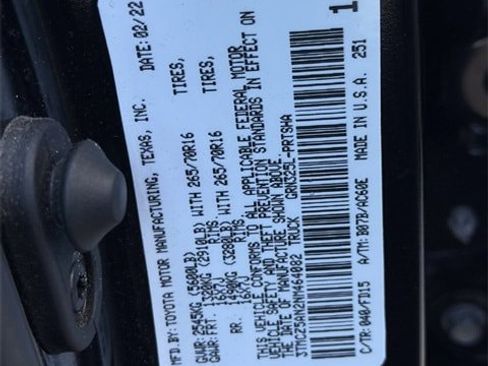 MFD.BY: TOYOTA MOTOR MANUFACTURING, TEXAS, INC. DATE: 02/22
GVWR: 2545KG (5600LB)
GAWR: FRT. 1320KG (2910LB) WITH 265/70R16 TIRES,
16X7J RIMS
RR. 1490KG (3280LB) WITH 265/70R16 TIRES,
16X7J RIMS
THIS VEHICLE CONFORMS TO ALL APPLICABLE FEDERAL MOTOR
VEHICLE SAFETY AND THEFT PREVENTION STANDARDS IN EFFECT ON
THE DATE OF MANUFACTURE SHOWN ABOVE.
3TMCZ5AN2NM464082 TRUCK GRN325L-PRTSHA
C/TR: 040/FD15 A/TM: B07B/AC60E MADE IN U.S.A. 251
1